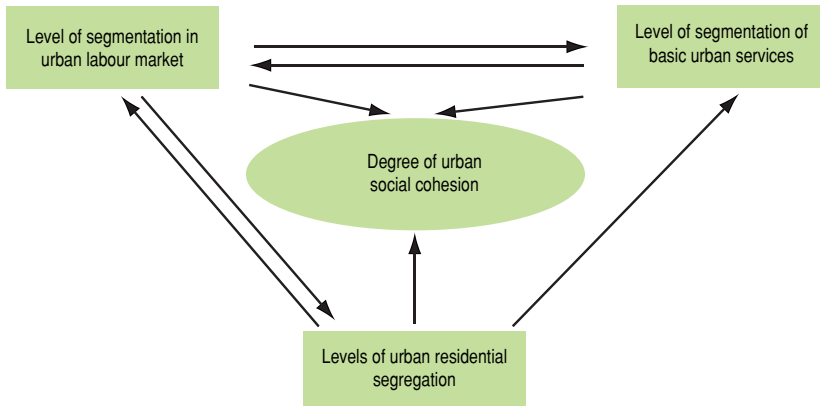 Level of segmentation in
urban labour market
Level of segmentation of
basic urban services
Degree of urban
social cohesion
Levels of urban residential
segregation